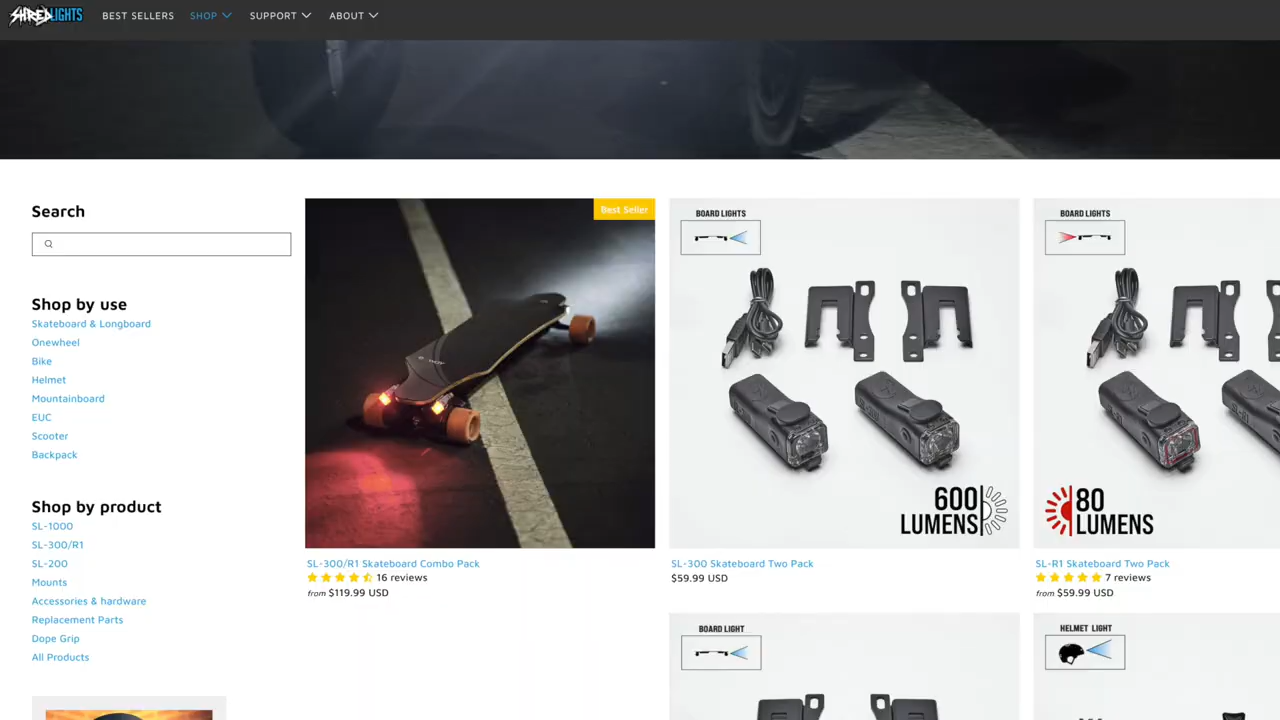 SHREDLIGHTS
BEST SELLERS
SHOP
SUPPORT
ABOUT
Search
Shop by use
Skateboard & Longboard
Onewheel
Bike
Helmet
Mountainboard
EUC
Scooter
Backpack
Shop by product
SL-1000
SL-300/R1
SL-200
Mounts
Accessories & hardware
Replacement Parts
Dope Grip
All Products
Best Seller
SL-300/R1 Skateboard Combo Pack
16 reviews
from $119.99 USD
BOARD LIGHTS
600
LUMENS
SL-300 Skateboard Two Pack
$59.99 USD
BOARD LIGHTS
80
LUMENS
SL-R1 Skateboard Two Pack
7 reviews
from $59.99 USD
BOARD LIGHT
HELMET LIGHT